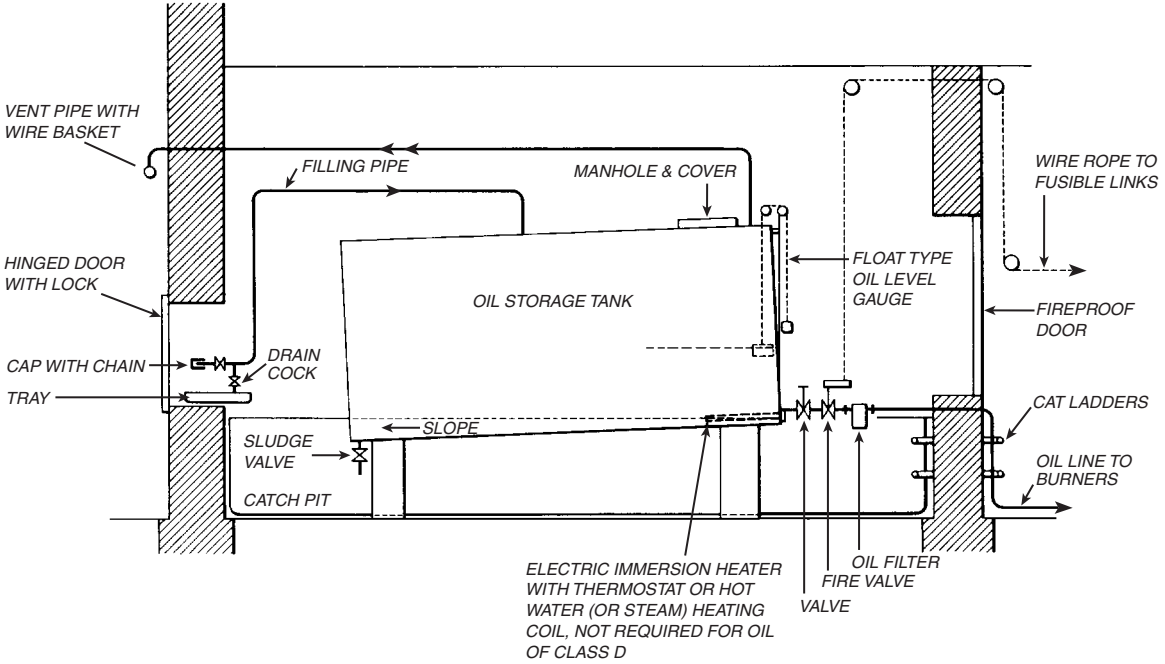 VENT PIPE WITH
WIRE BASKET
FILLING PIPE
MANHOLE & COVER
WIRE ROPE TO
FUSIBLE LINKS
HINGED DOOR
WITH LOCK
OIL STORAGE TANK
FLOAT TYPE
OIL LEVEL
GAUGE
FIREPROOF
DOOR
CAP WITH CHAIN
DRAIN
COCK
TRAY
SLOPE
CAT LADDERS
SLUDGE
VALVE
OIL LINE TO
BURNERS
CATCH PIT
ELECTRIC IMMERSION HEATER
WITH THERMOSTAT OR HOT
WATER (OR STEAM) HEATING
COIL, NOT REQUIRED FOR OIL
OF CLASS D
OIL FILTER
FIRE VALVE
VALVE